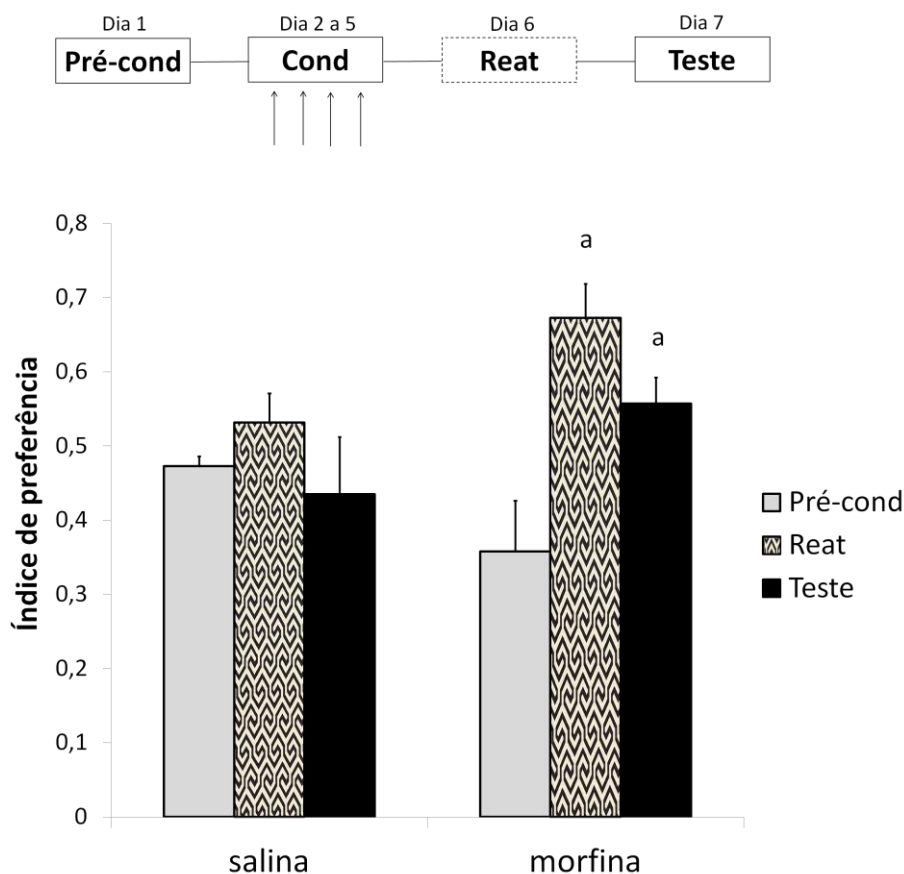 Dia 1 Dia 2 a 5 Dia 6 Dia 7
Pré-cond Cond Reat Teste
0,8
a
0,7
a
0,6
0,5
0,4
0,3
0,2
0,1
0
Índice de preferência
Pré-cond
Reat
Teste
salina morfina